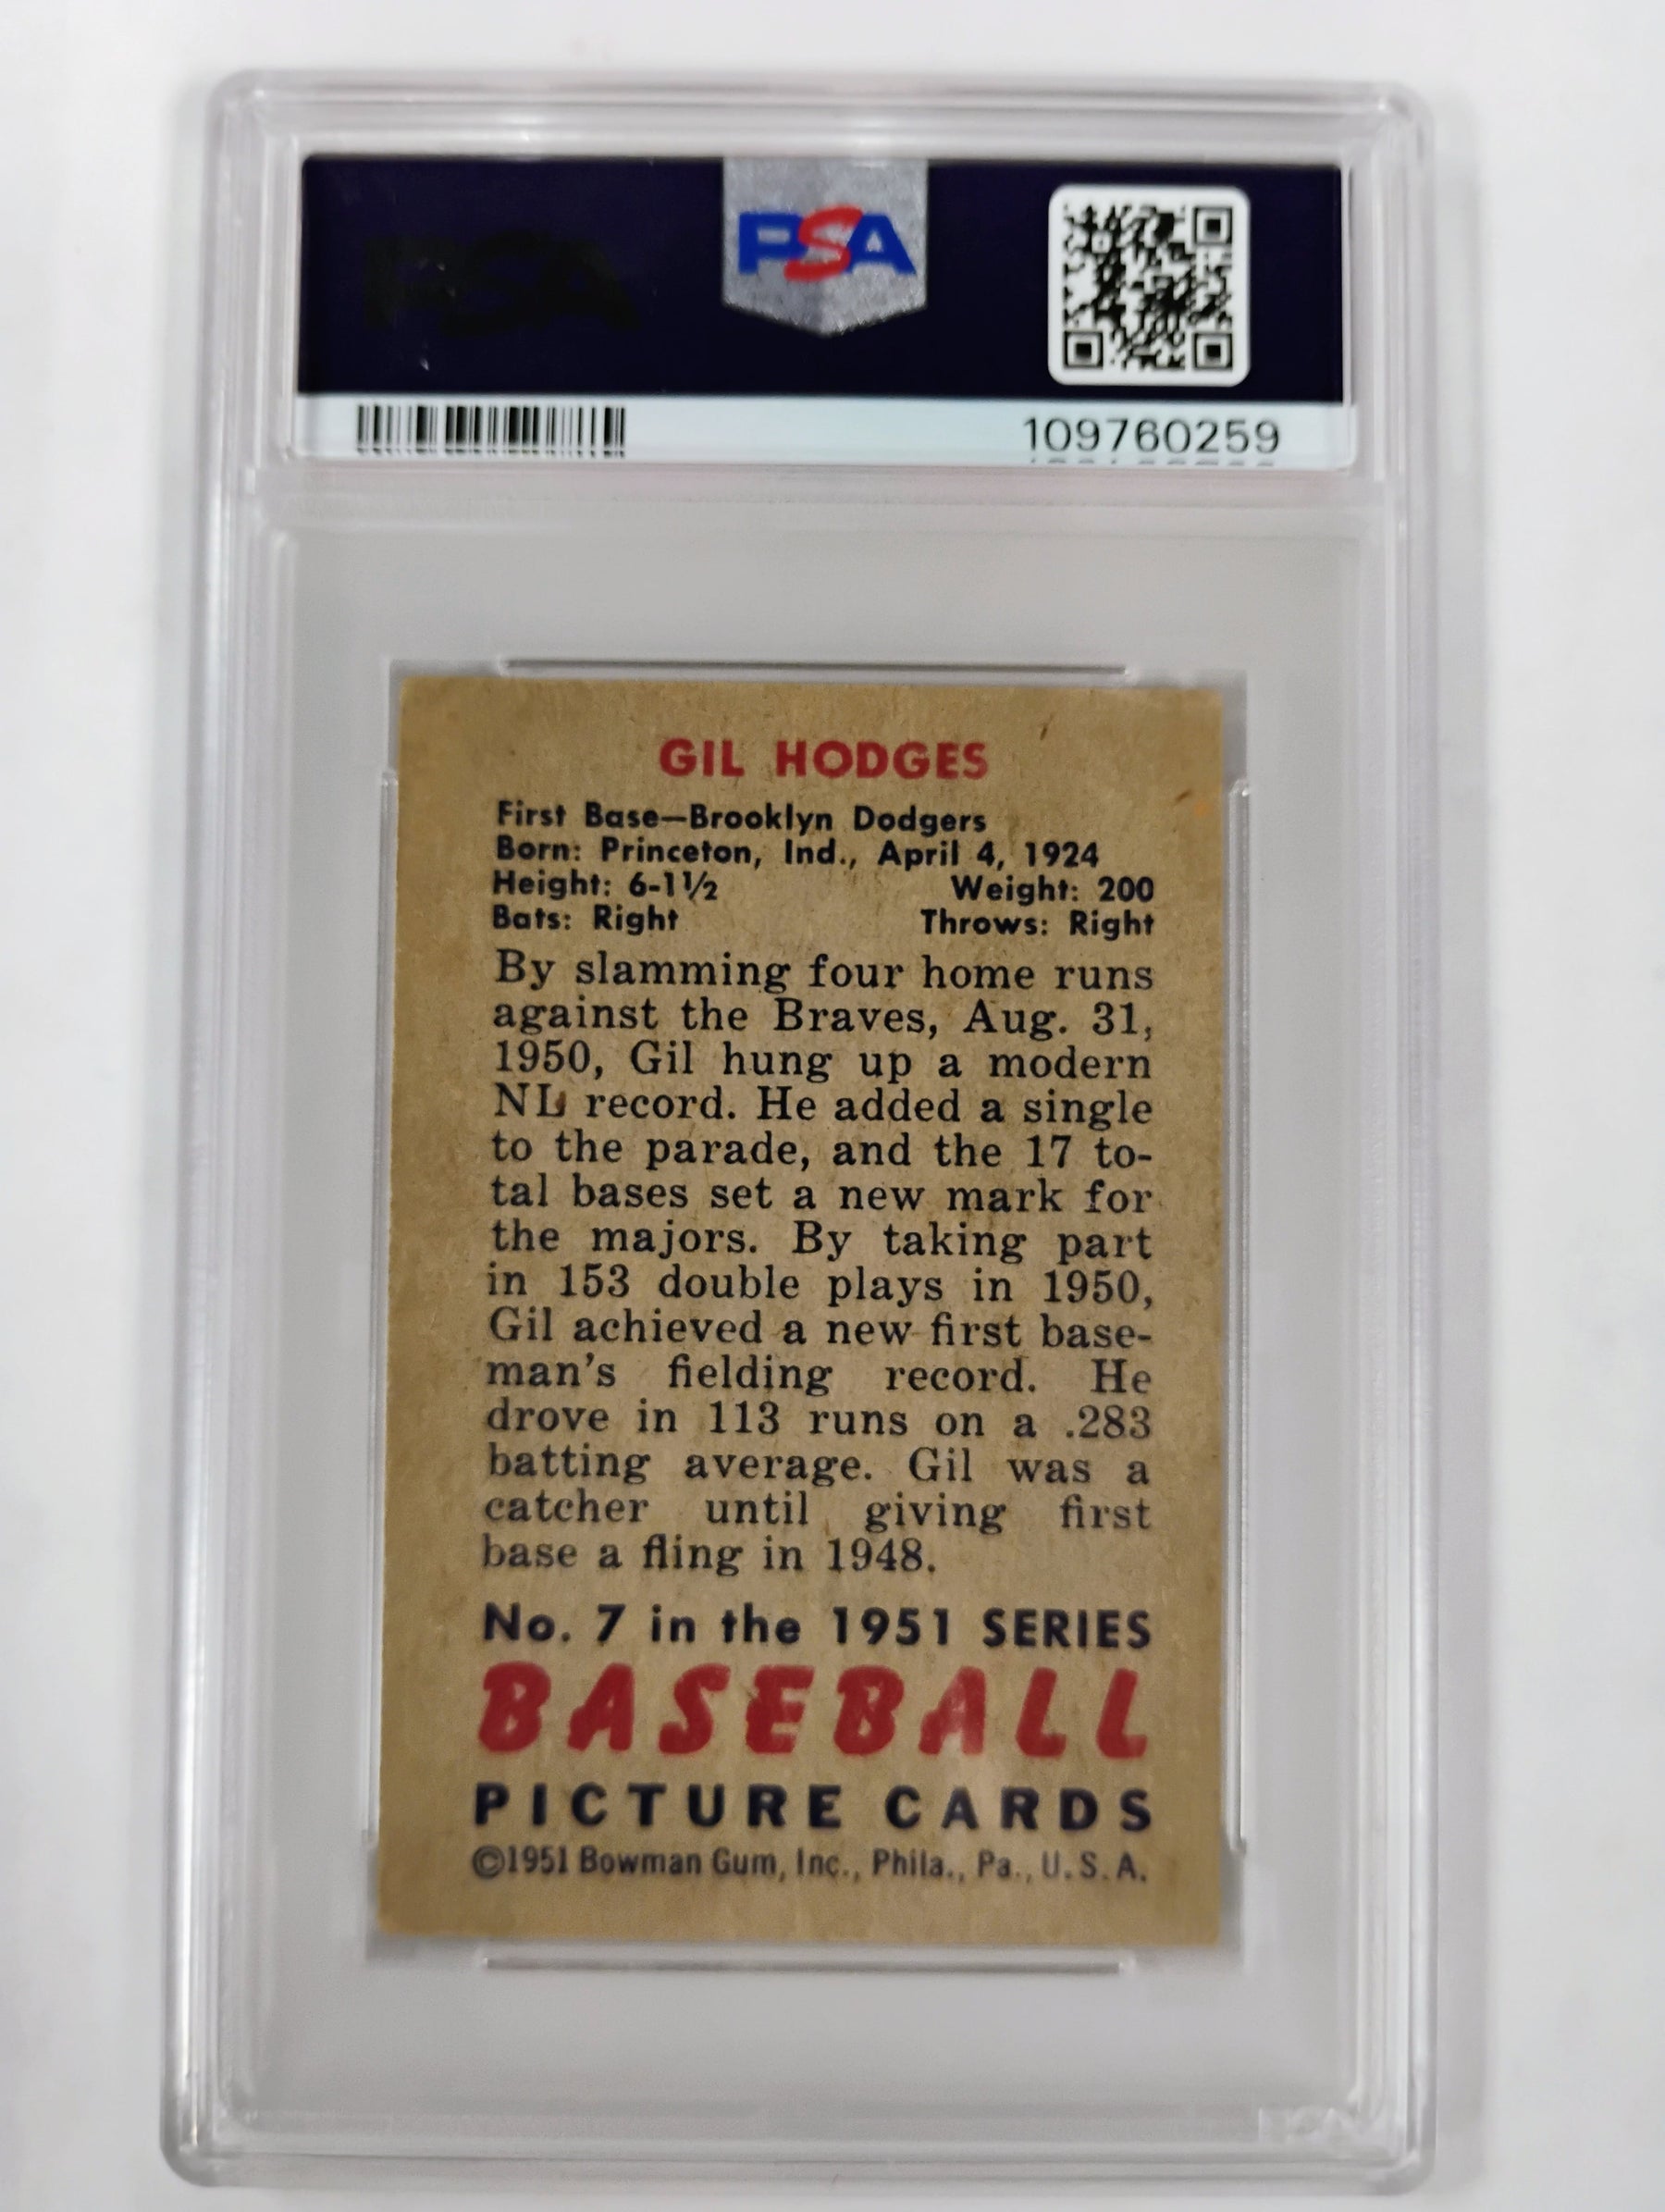 PSA
PSA
109760259
GIL HODGES
First Base—Brooklyn Dodgers
Born: Princeton, Ind., April 4, 1924
Height: 6-1½ Weight: 200
Bats: Right Throws: Right
By slamming four home runs
against the Braves, Aug. 31,
1950, Gil hung up a modern
NL record. He added a single
to the parade, and the 17 to-
tal bases set a new mark for
the majors. By taking part
in 153 double plays in 1950,
Gil achieved a new first base-
man's fielding record. He
drove in 113 runs on a .283
batting average. Gil was a
catcher until giving first
base a fling in 1948.
No. 7 in the 1951 SERIES
BASEBALL
PICTURE CARDS
©1951 Bowman Gum, Inc., Phila., Pa., U.S.A.
PSA